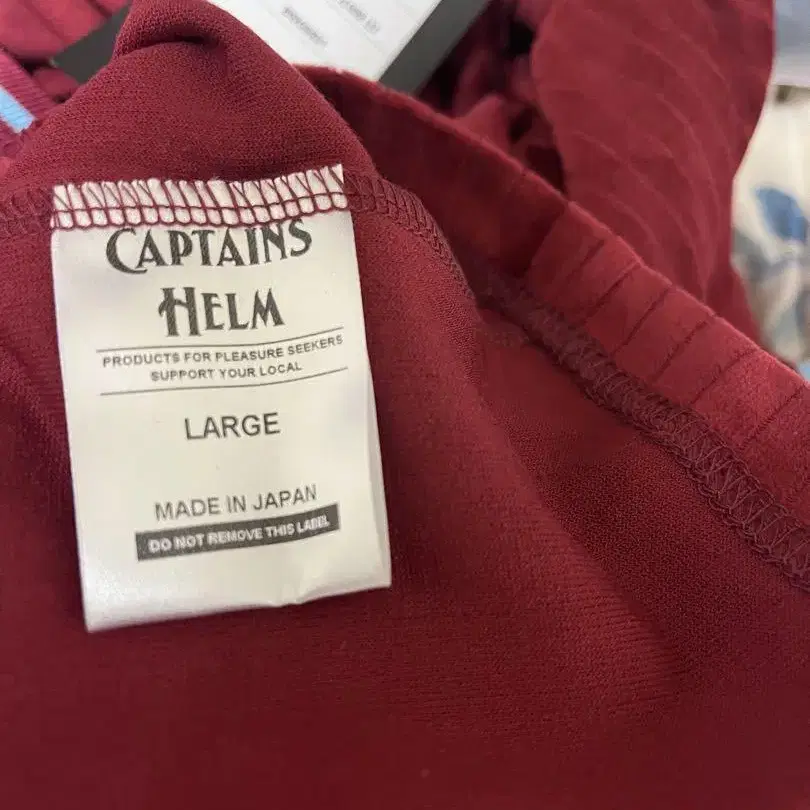 CAPTAINS
HELM
PRODUCTS FOR PLEASURE SEEKERS
SUPPORT YOUR LOCAL
LARGE
MADE IN JAPAN
DO NOT REMOVE THIS LABEL